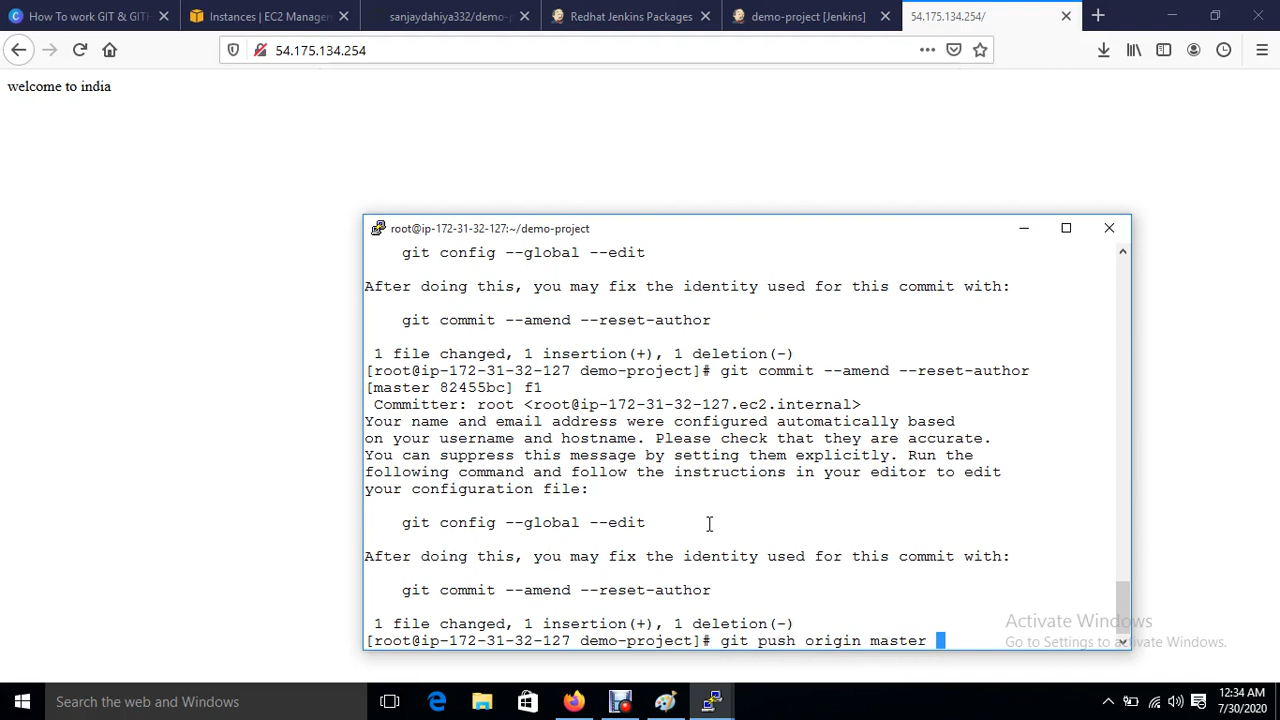 How To work GIT & GITH
Instances | EC2 Managem
sanjaydahiya332/demo-p
Redhat Jenkins Packages
demo-project [Jenkins]
54.175.134.254/
54.175.134.254
welcome to india
root@ip-172-31-32-127:~/demo-project
git config --global --edit
After doing this, you may fix the identity used for this commit with:
git commit --amend --reset-author
1 file changed, 1 insertion(+), 1 deletion(-)
[root@ip-172-31-32-127 demo-project]# git commit --amend --reset-author
[master 82455bc] f1
Committer: root <root@ip-172-31-32-127.ec2.internal>
Your name and email address were configured automatically based
on your username and hostname. Please check that they are accurate.
You can suppress this message by setting them explicitly. Run the
following command and follow the instructions in your editor to edit
your configuration file:
git config --global --edit
After doing this, you may fix the identity used for this commit with:
git commit --amend --reset-author
1 file changed, 1 insertion(+), 1 deletion(-)
[root@ip-172-31-32-127 demo-project]# git push origin master
Activate Windows
Go to Settings to activate Windows.
Search the web and Windows
12:34 AM
7/30/2020